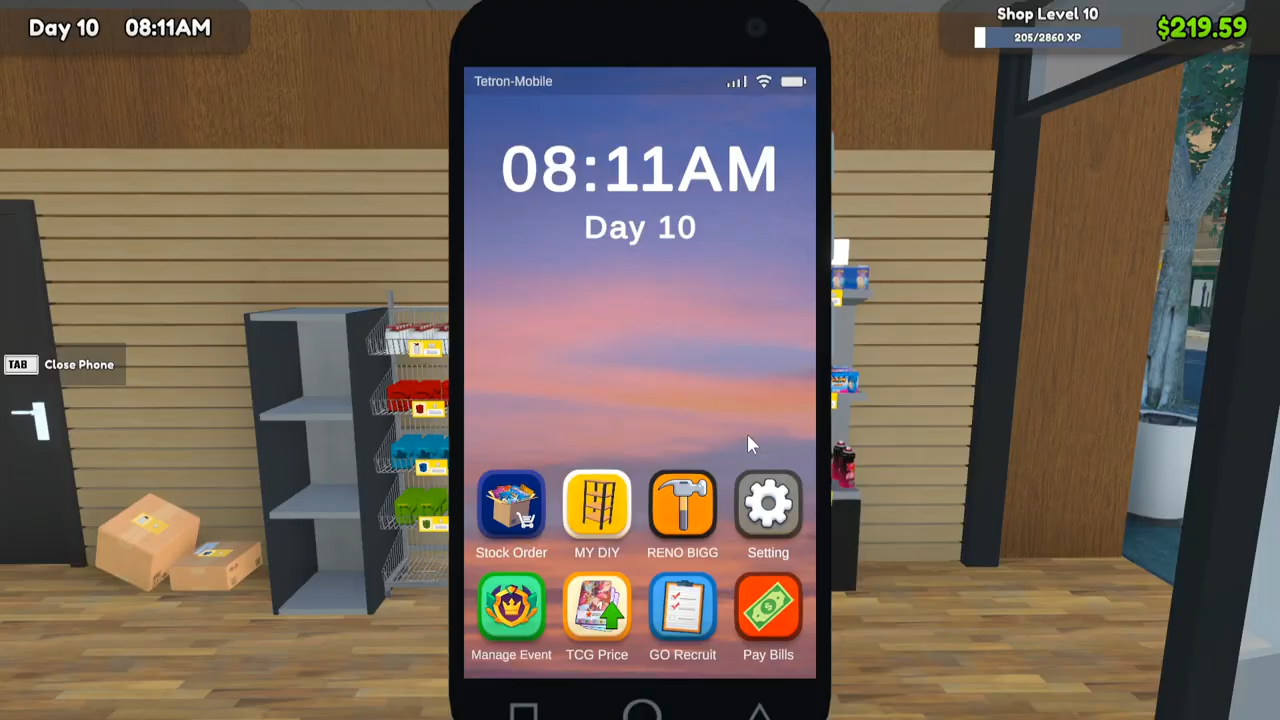 Day 10 08:11AM
Shop Level 10
205/2860 XP
$219.59
Tetron-Mobile
08:11AM
Day 10
TAB Close Phone
Stock Order MY DIY RENO BIGG Setting
Manage Event TCG Price GO Recruit Pay Bills